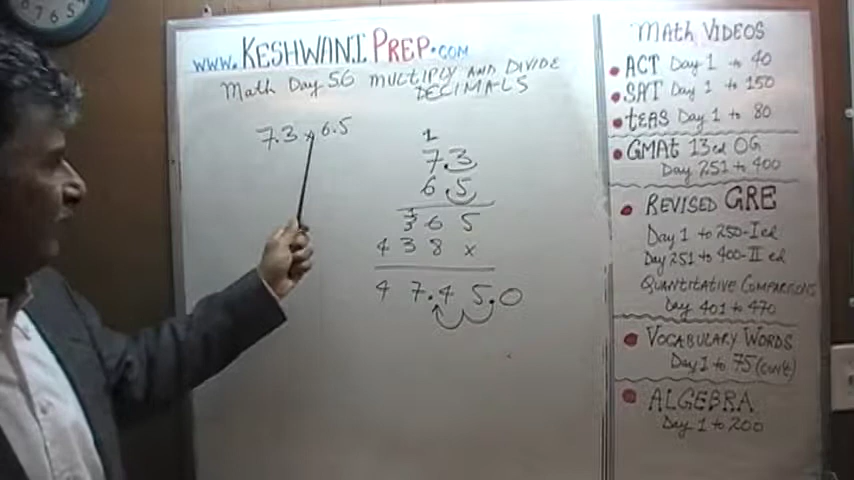 www.KESHWANIPREP.COM
Math Day 56 MULTIPLY AND DIVIDE
DECIMALS
7.3 × 6.5
1
7.3
6.5
1
3 6 5
4 3 8 x
4 7.4 5.0
MATH VIDEOS
ACT Day 1 to 40
SAT Day 1 to 150
TEAS Day 1 to 80
GMAT 13 ed OG
Day 251 to 400
REVISED GRE
Day 1 to 250-I ed
Day 251 to 400-II ed
QUANTITATIVE COMPARISONS
Day 401 to 470
VOCABULARY WORDS
Day 1 to 75 (cont)
ALGEBRA
Day 1 to 200